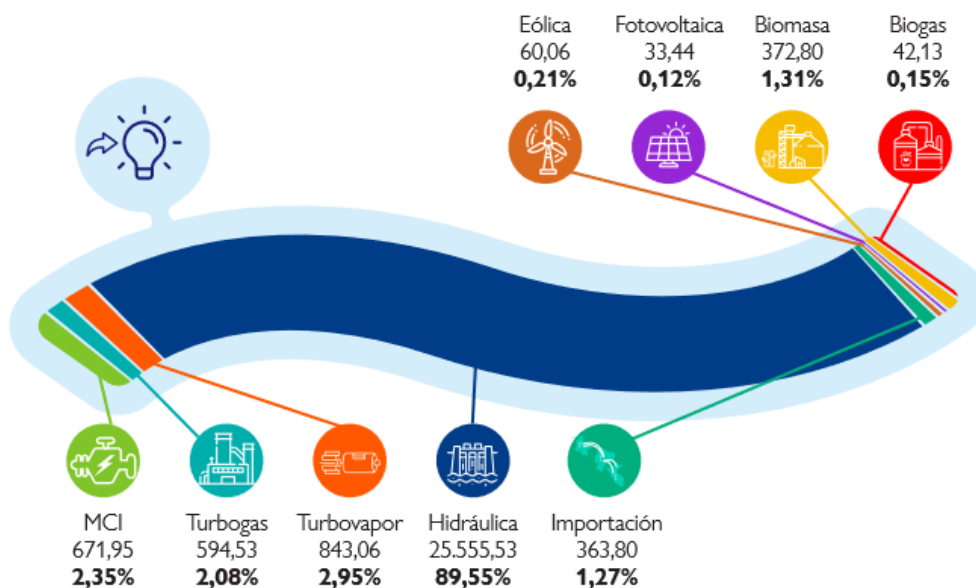 Eólica
60,06
0,21%
Fotovoltaica
33,44
0,12%
Biomasa
372,80
1,31%
Biogas
42,13
0,15%
MCI
671,95
2,35%
Turbogas
594,53
2,08%
Turbovapor
843,06
2,95%
Hidráulica
25.555,53
89,55%
Importación
363,80
1,27%